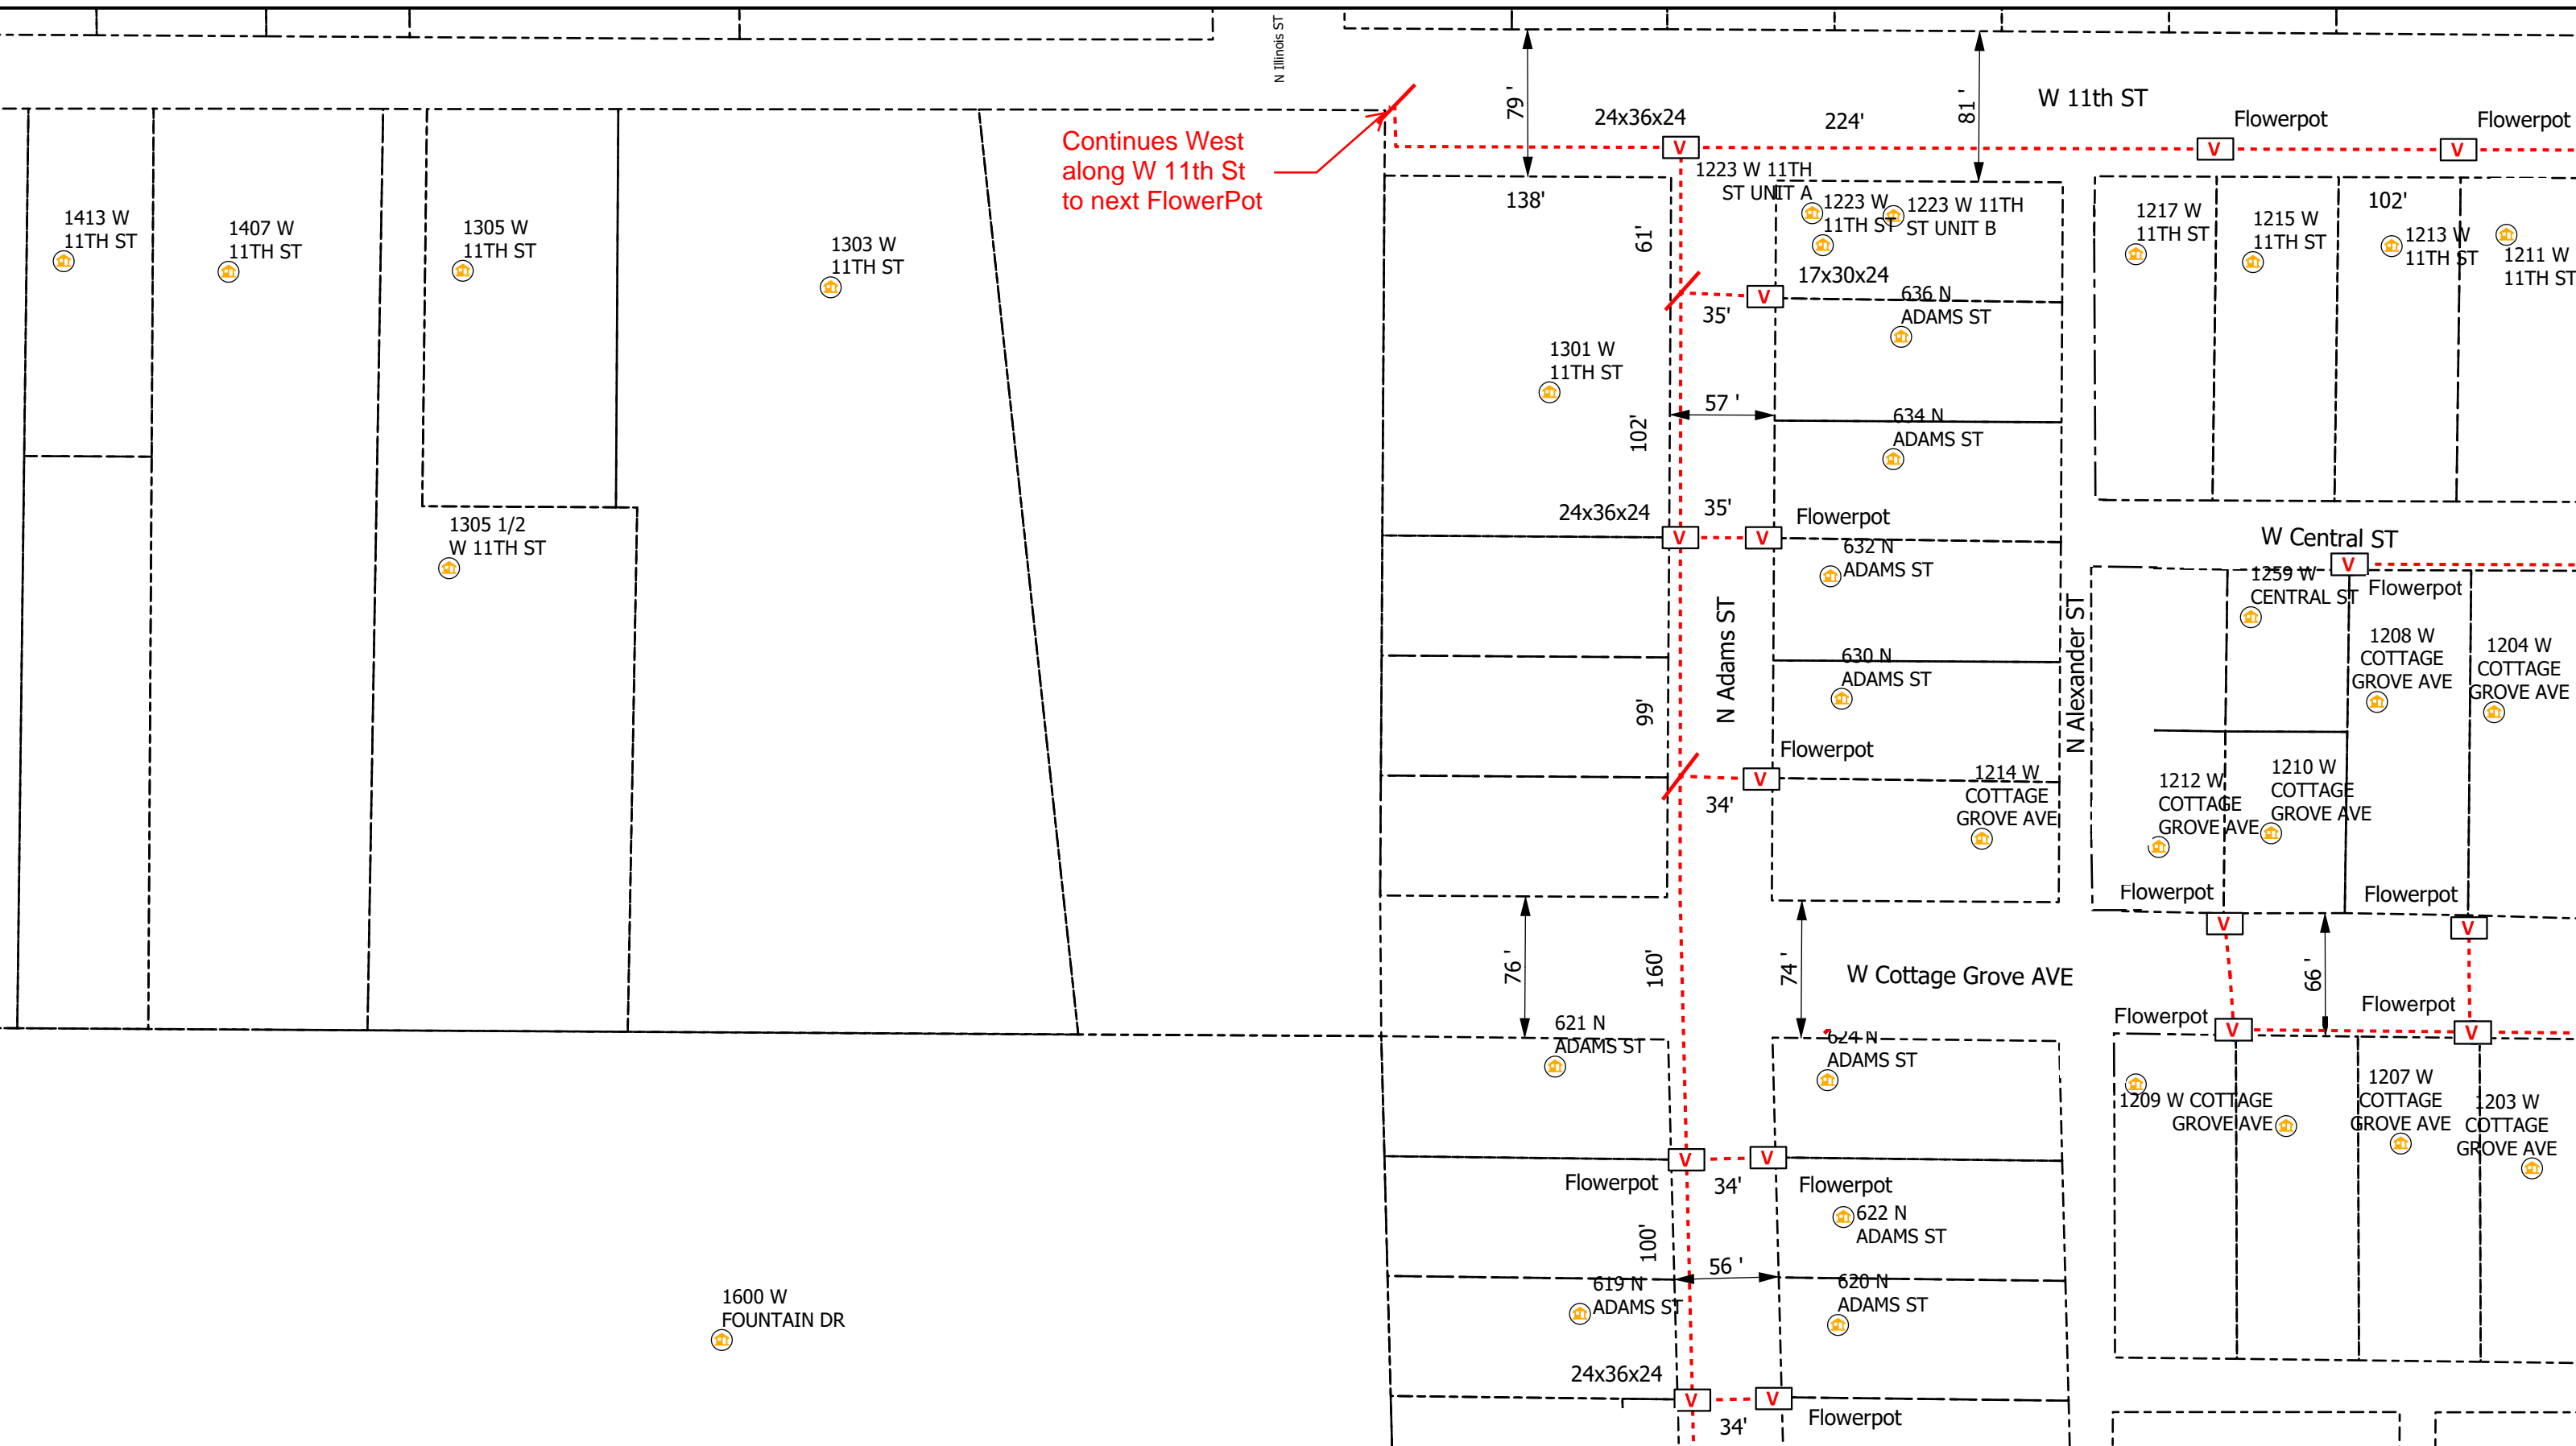 N Illinois ST
79 '
81 '
W 11th ST
24x36x24
224'
Flowerpot
Flowerpot
V
V
V
Continues West
along W 11th St
to next FlowerPot
138'
1223 W 11TH
ST UNIT A
1223 W
11TH ST
1223 W 11TH
ST UNIT B
1217 W
11TH ST
1215 W
11TH ST
102'
1213 W
11TH ST
1211 W
11TH ST
1413 W
11TH ST
1407 W
11TH ST
1305 W
11TH ST
1303 W
11TH ST
61'
17x30x24
V
35'
636 N
ADAMS ST
1301 W
11TH ST
57 '
102'
634 N
ADAMS ST
24x36x24
35'
Flowerpot
V
V
1305 1/2
W 11TH ST
632 N
ADAMS ST
W Central ST
V
Flowerpot
1259 W
CENTRAL ST
N Adams ST
N Alexander ST
630 N
ADAMS ST
1208 W
COTTAGE
GROVE AVE
1204 W
COTTAGE
GROVE AVE
99'
Flowerpot
V
34'
1214 W
COTTAGE
GROVE AVE
1212 W
COTTAGE
GROVE AVE
1210 W
COTTAGE
GROVE AVE
Flowerpot
Flowerpot
V
V
76 '
160'
74 '
W Cottage Grove AVE
66 '
Flowerpot
Flowerpot
V
V
621 N
ADAMS ST
624 N
ADAMS ST
1209 W COTTAGE
GROVE AVE
1207 W
COTTAGE
GROVE AVE
1203 W
COTTAGE
GROVE AVE
V
V
Flowerpot
34'
Flowerpot
100'
622 N
ADAMS ST
56 '
619 N
ADAMS ST
620 N
ADAMS ST
1600 W
FOUNTAIN DR
24x36x24
V
V
34'
Flowerpot